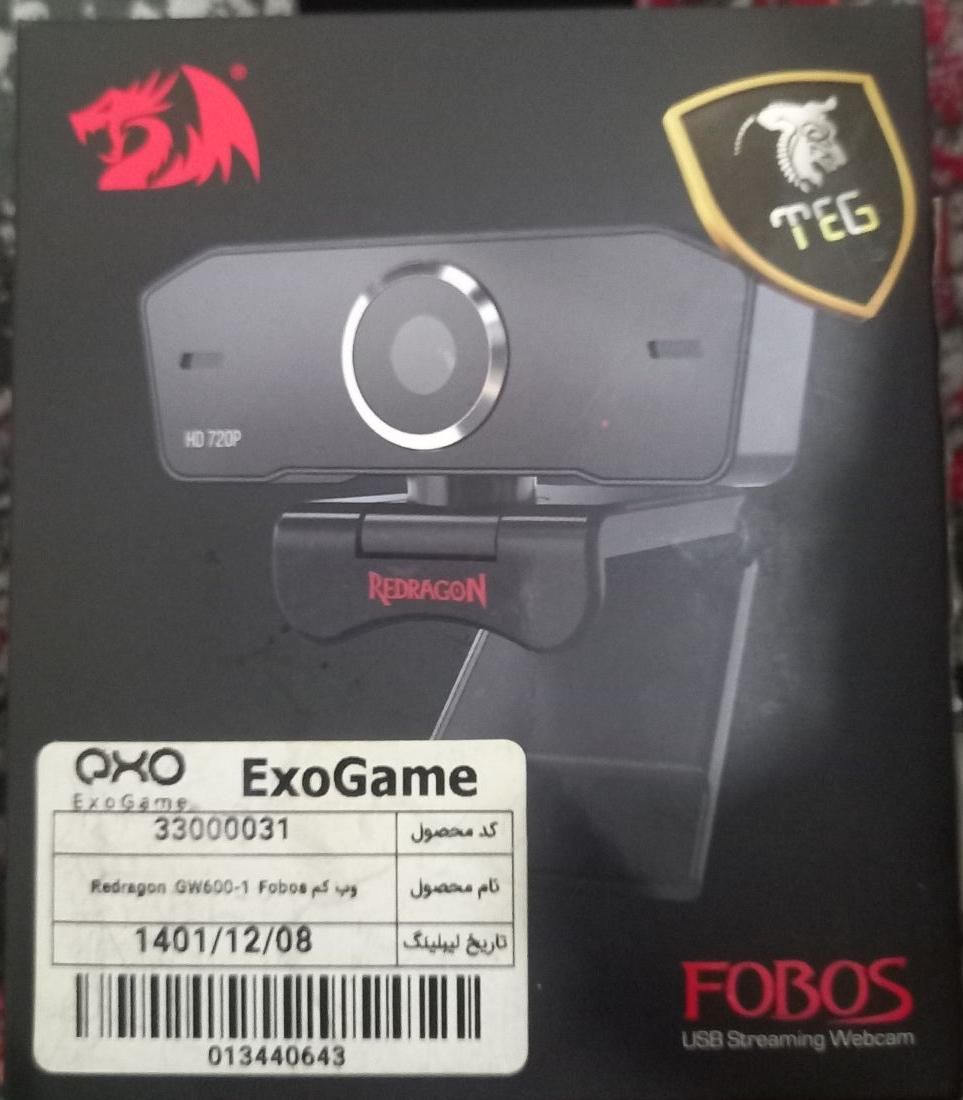 TEG
HD 720P
REDRAGON
exo
ExoGame
ExoGame
کد محصول 33000031
نام محصول وب کم Redragon GW600-1 Fobos
تاریخ لیبلینگ 1401/12/08
013440643
FOBOS
USB Streaming Webcam